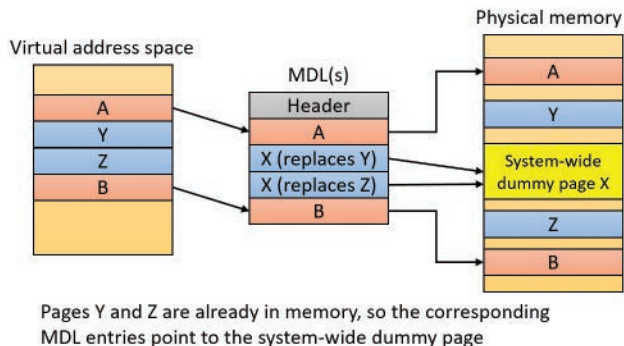 Physical memory
Virtual address space
MDL(s)
Header
A
Y
Z
B
A
X (replaces Y)
X (replaces Z)
B
A
Y
System-wide
dummy page X
Z
B
Pages Y and Z are already in memory, so the corresponding
MDL entries point to the system-wide dummy page